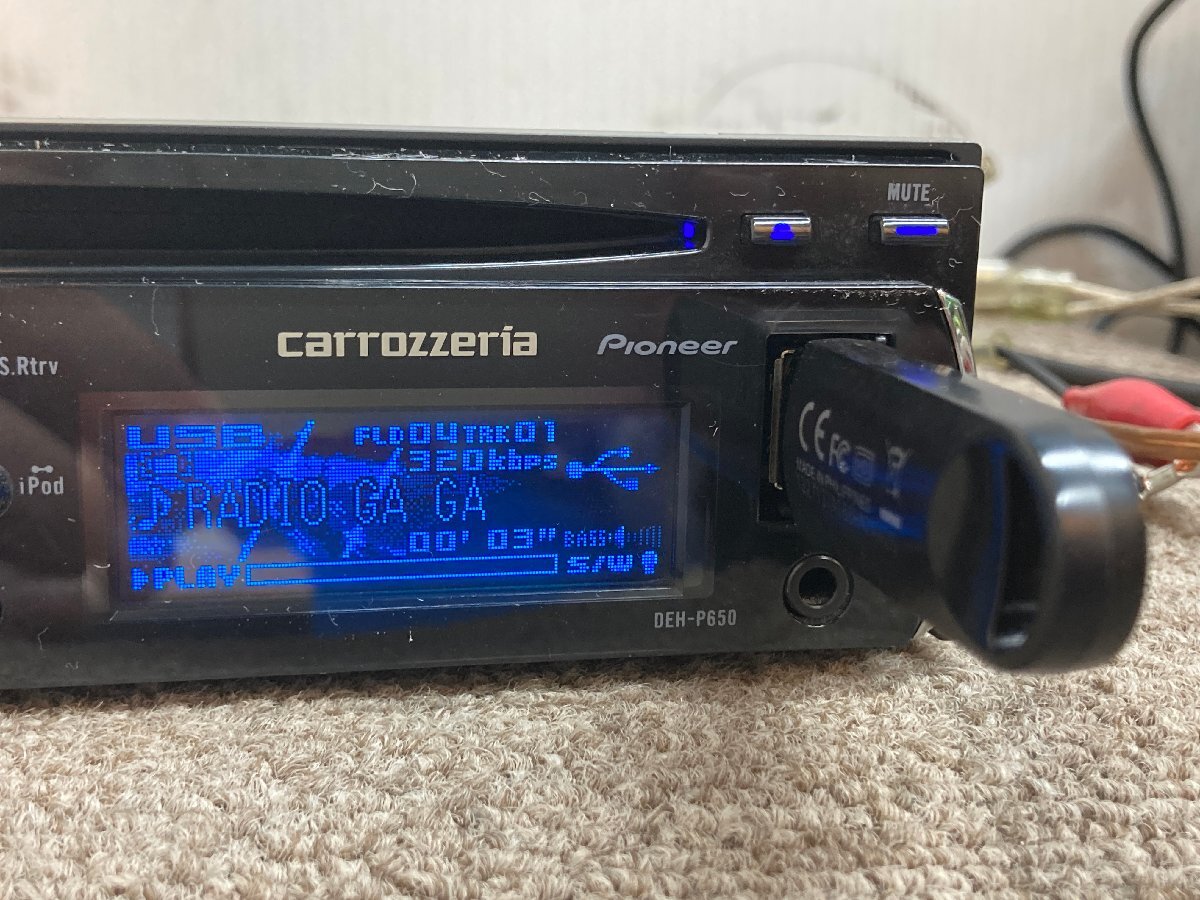 MUTE
carrozzeria
Pioneer
S.Rtrv
USB FLD04TRK01
320kbps
iPod
♪RADIO GA GA
00' 03" BASS
PLAY S/W
DEH-P650
CE FC